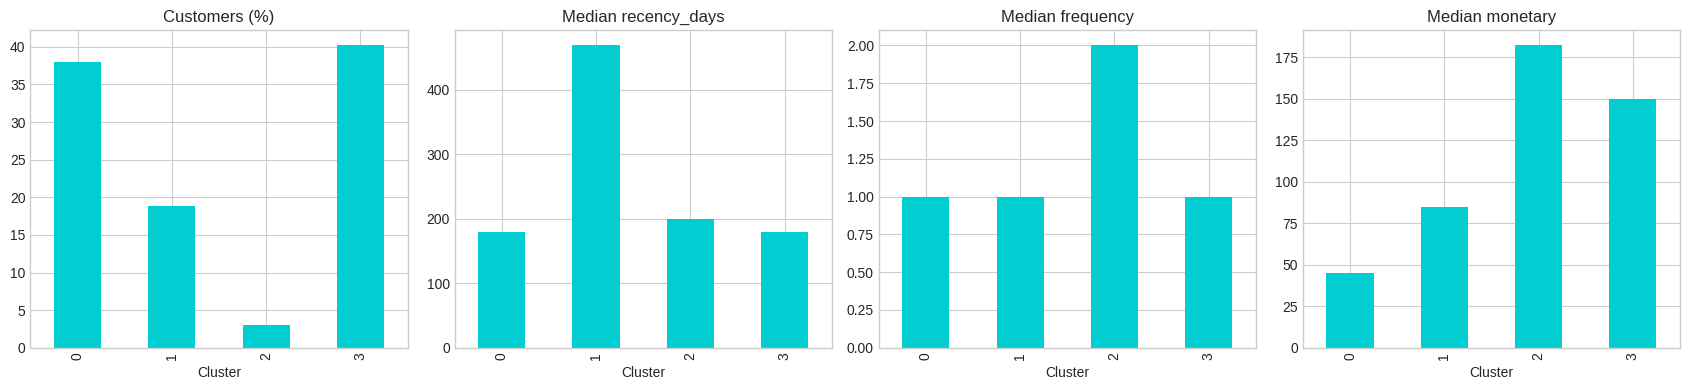 Customers (%)
40
35
30
25
20
15
10
5
0
0 1 2 3
Cluster
Median recency_days
400
300
200
100
0
0 1 2 3
Cluster
Median frequency
2.00
1.75
1.50
1.25
1.00
0.75
0.50
0.25
0.00
0 1 2 3
Cluster
Median monetary
175
150
125
100
75
50
25
0
0 1 2 3
Cluster